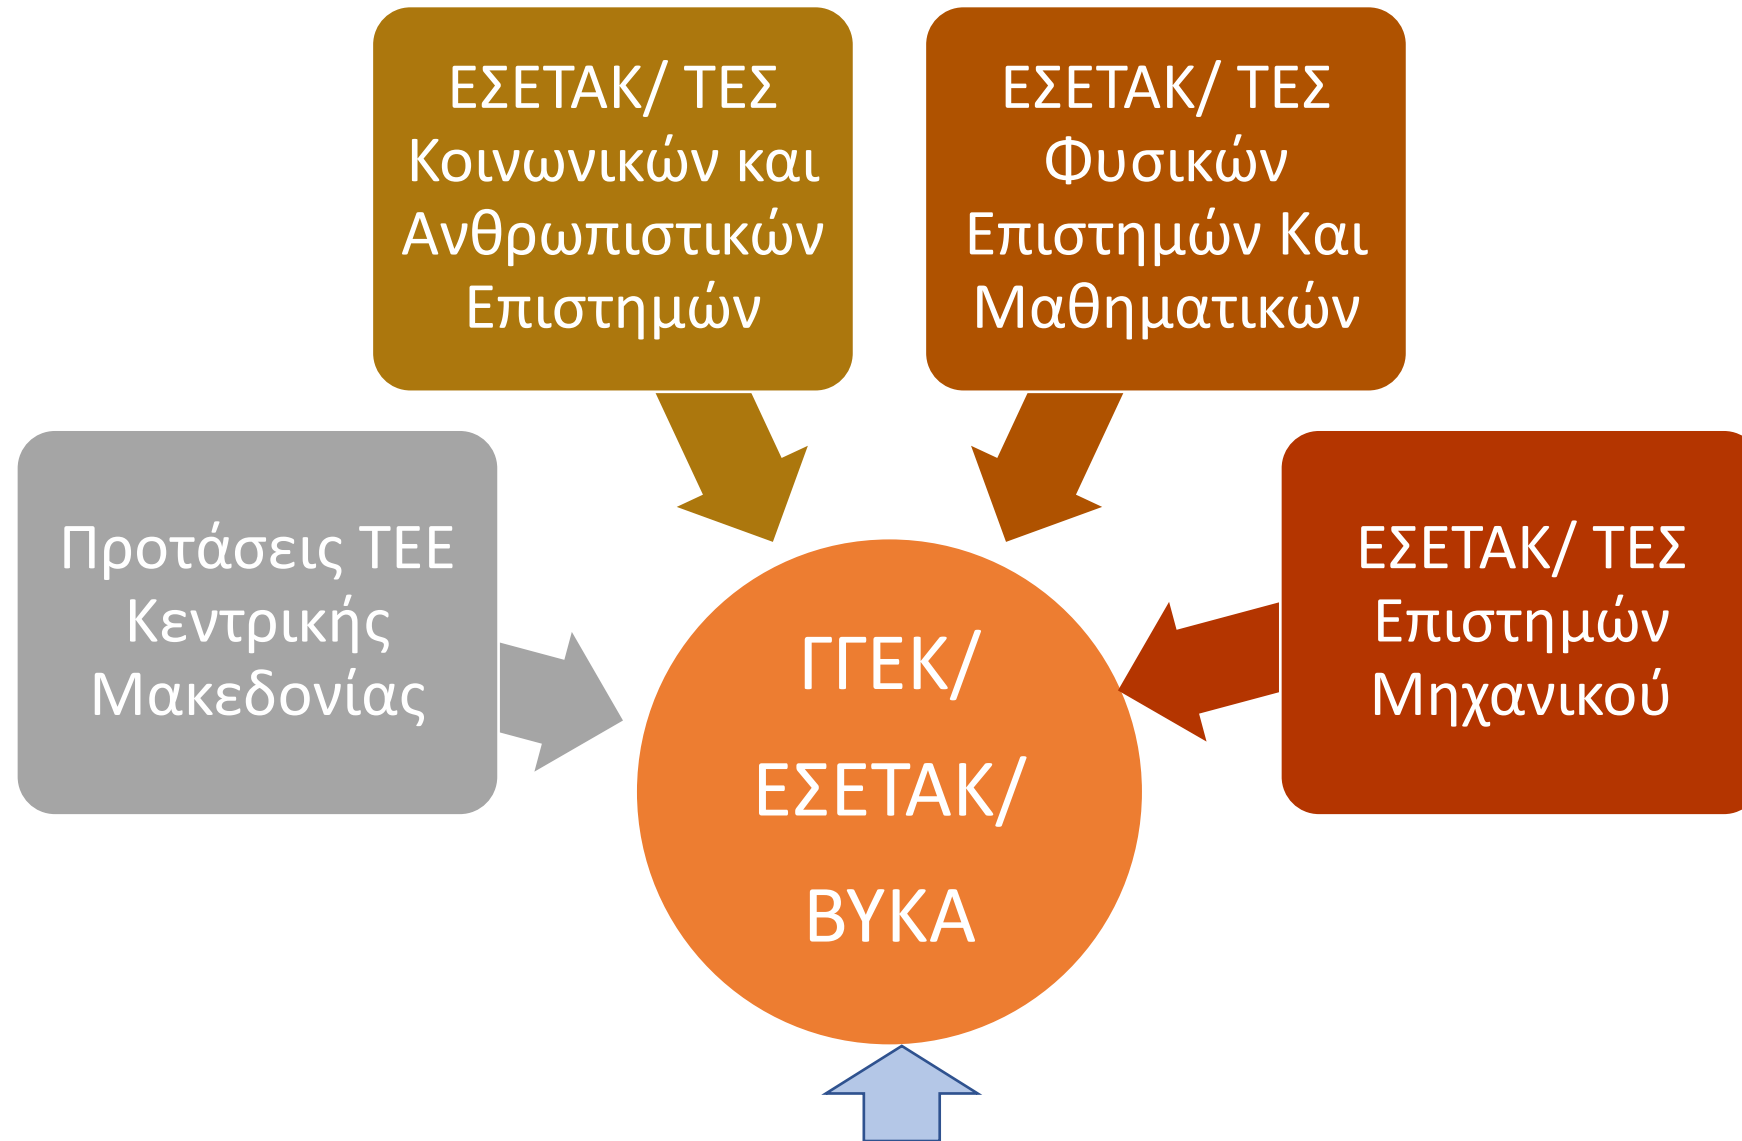 ΕΣΕΤΑΚ/ ΤΕΣ
Κοινωνικών και
Ανθρωπιστικών
Επιστημών
ΕΣΕΤΑΚ/ ΤΕΣ
Φυσικών
Επιστημών Και
Μαθηματικών
Προτάσεις ΤΕΕ
Κεντρικής
Μακεδονίας
ΕΣΕΤΑΚ/ ΤΕΣ
Επιστημών
Μηχανικού
ΓΓΕΚ/
ΕΣΕΤΑΚ/
ΒΥΚΑ